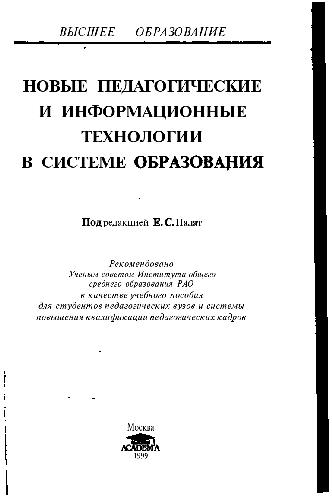 ВЫСШЕЕ ОБРАЗОВАНИЕ
НОВЫЕ ПЕДАГОГИЧЕСКИЕ
И ИНФОРМАЦИОННЫЕ
ТЕХНОЛОГИИ
В СИСТЕМЕ ОБРАЗОВАНИЯ
Под редакцией Е.С.Полат
Рекомендовано
Ученым советом Института общего
среднего образования РАО
в качестве учебного пособия
для студентов педагогических вузов и системы
повышения квалификации педагогических кадров
Москва
ACADEMA
1999